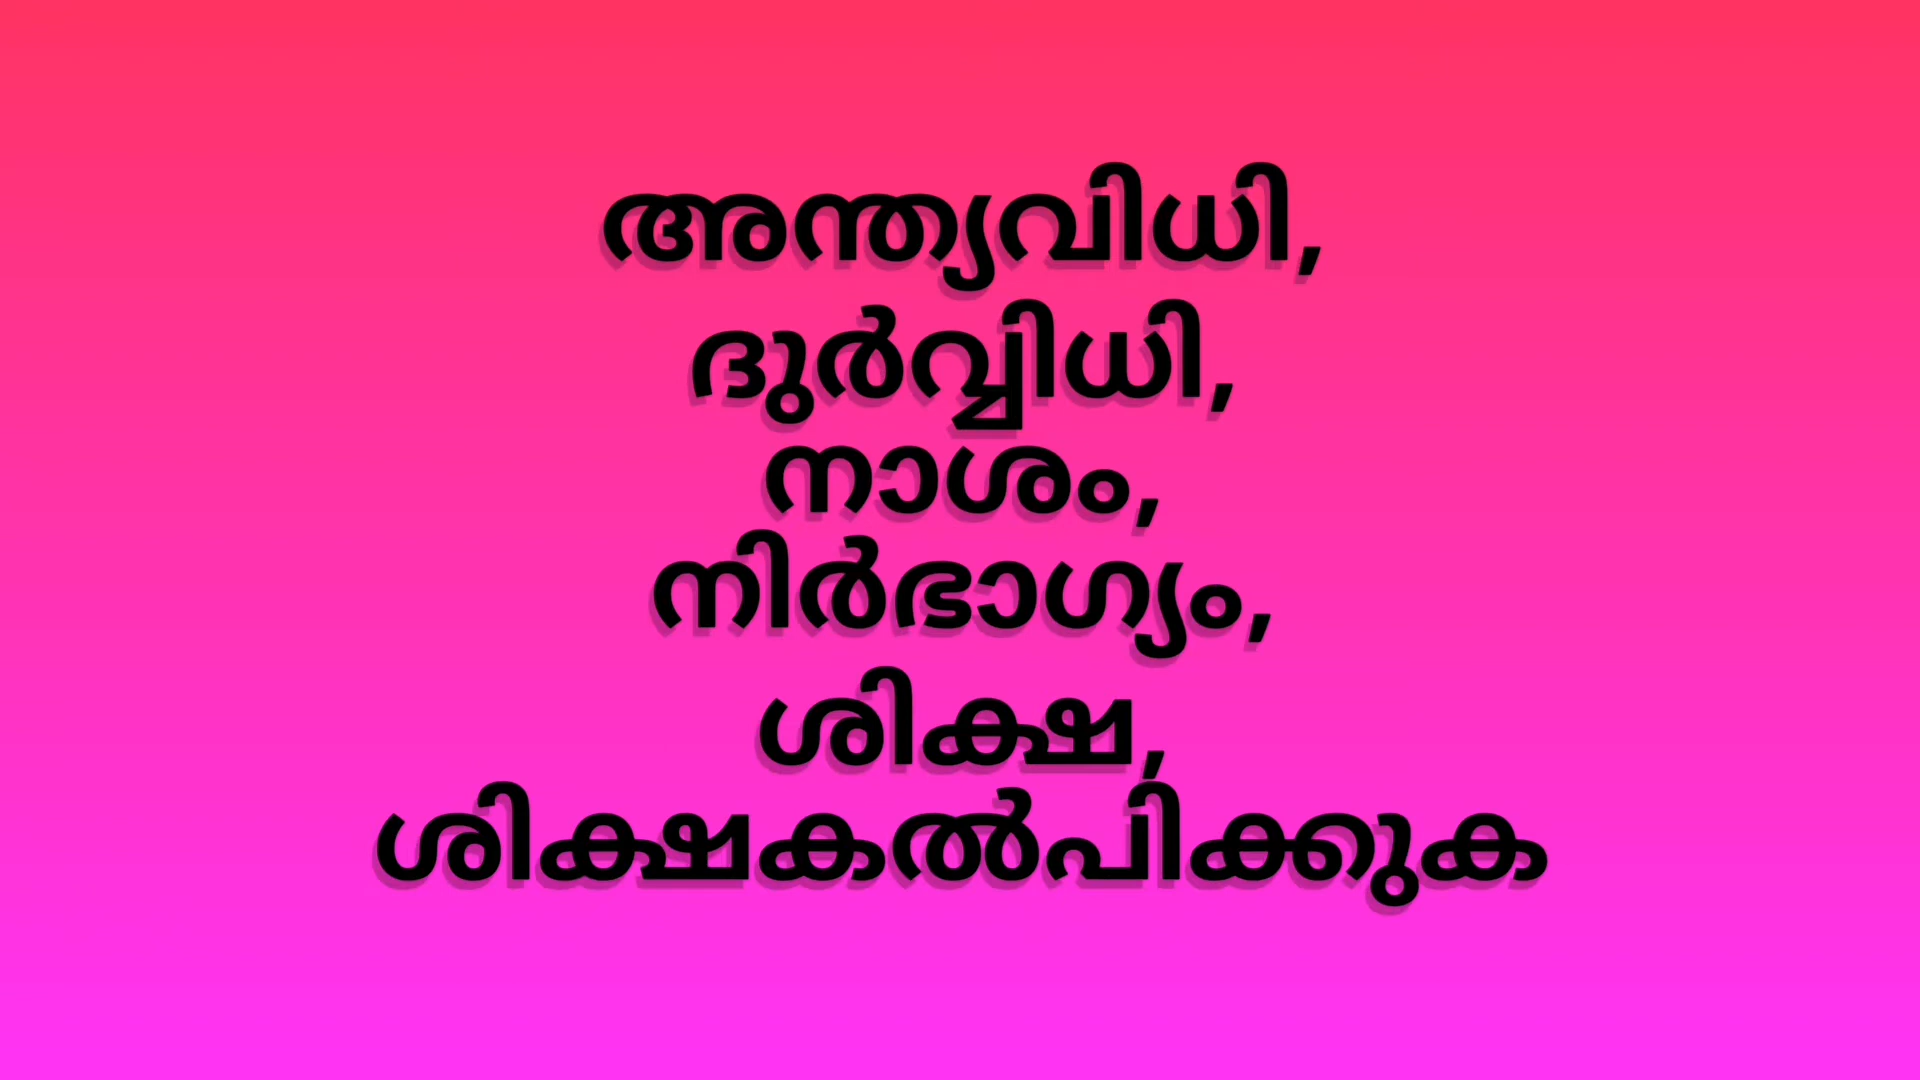 അന്ത്യവിധി,
ദുർവ്വിധി,
നാശം,
നിർഭാഗ്യം,
ശിക്ഷ,
ശിക്ഷകൽപിക്കുക